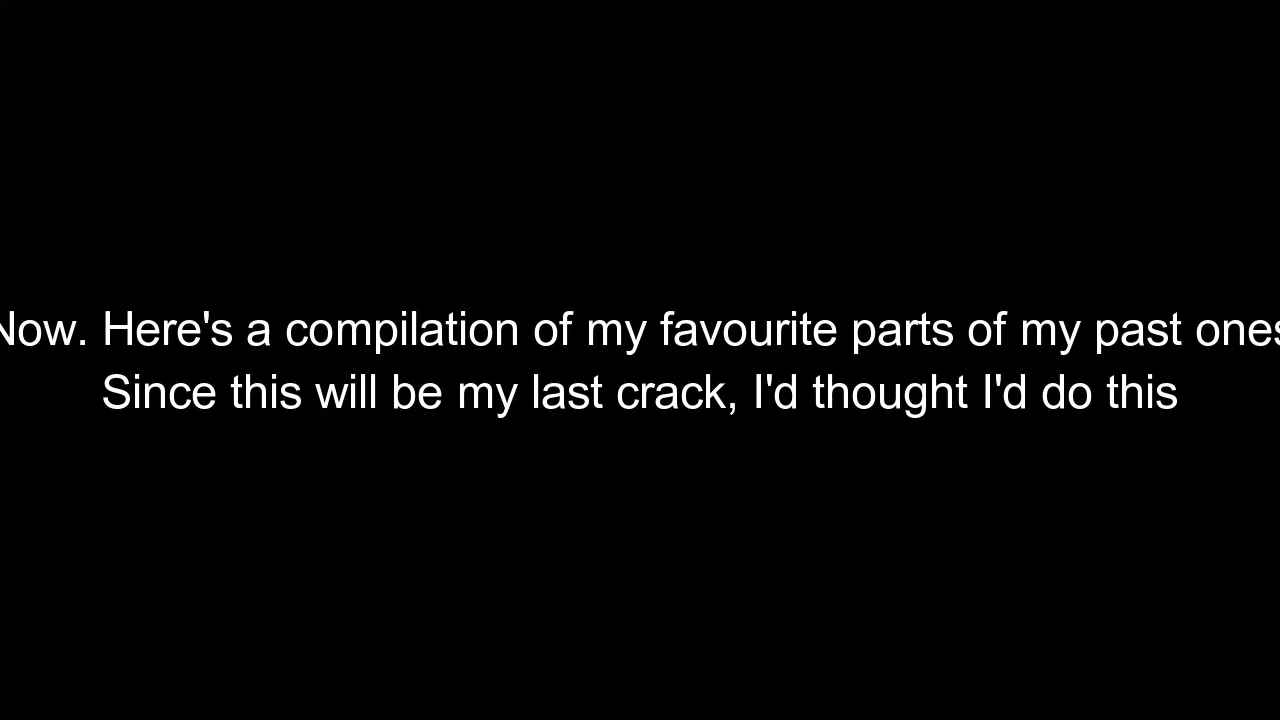 Now. Here's a compilation of my favourite parts of my past ones
Since this will be my last crack, I'd thought I'd do this